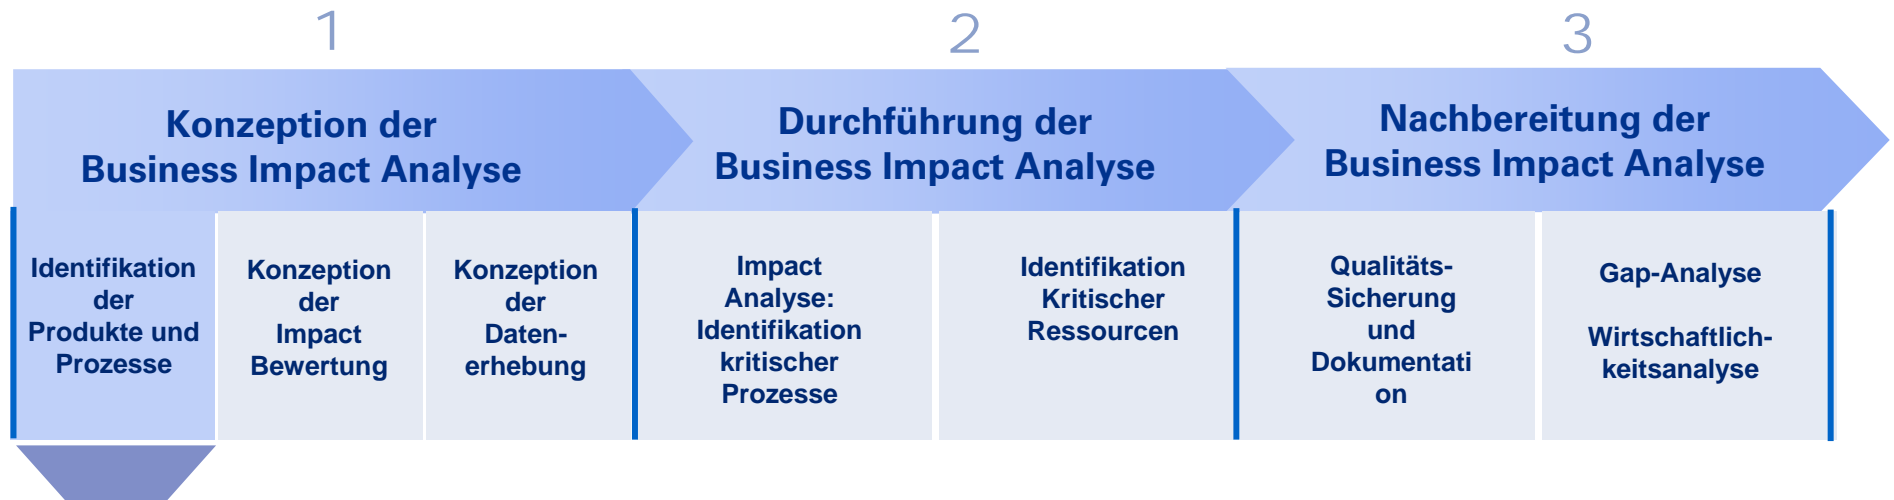 1
2
3
Konzeption der
Business Impact Analyse
Durchführung der
Business Impact Analyse
Nachbereitung der
Business Impact Analyse
Identifikation
der
Produkte und
Prozesse
Konzeption
der
Impact
Bewertung
Konzeption
der
Daten-
erhebung
Impact
Analyse:
Identifikation
kritischer
Prozesse
Identifikation
Kritischer
Ressourcen
Qualitäts-
Sicherung
und
Dokumentati
on
Gap-Analyse
Wirtschaftlich-
keitsanalyse